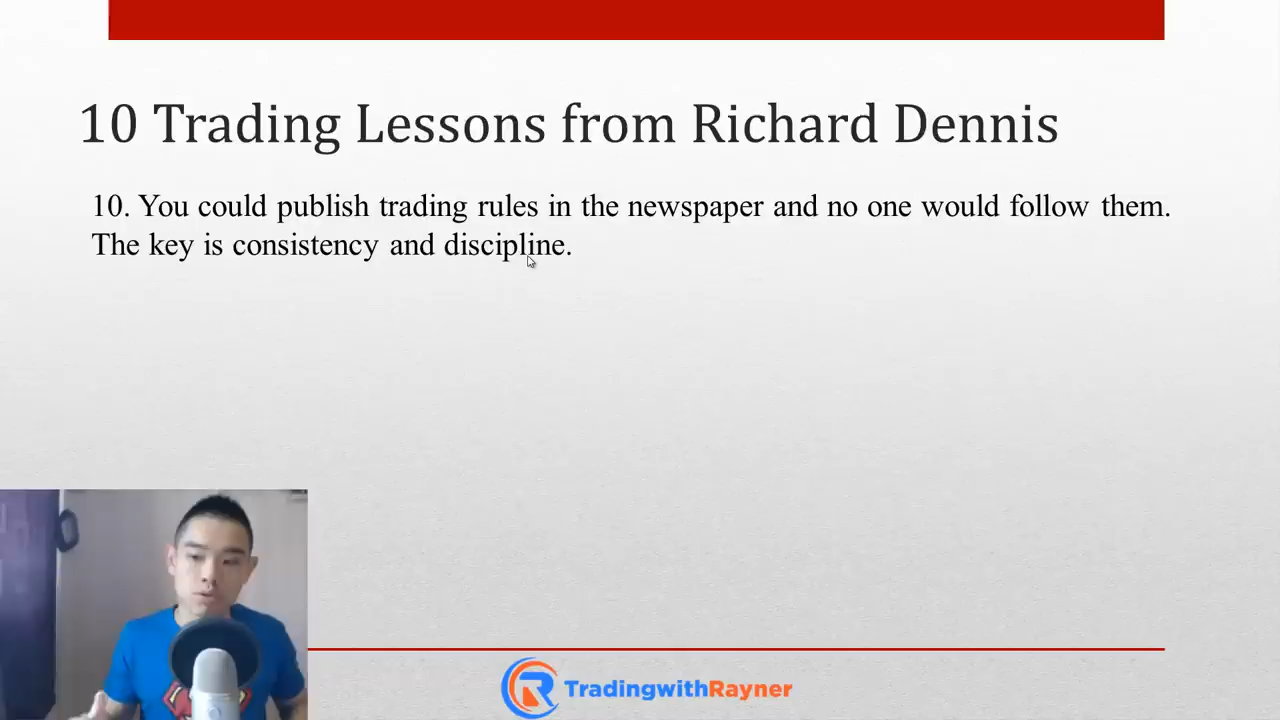 10 Trading Lessons from Richard Dennis
10. You could publish trading rules in the newspaper and no one would follow them.
The key is consistency and discipline.
TradingwithRayner